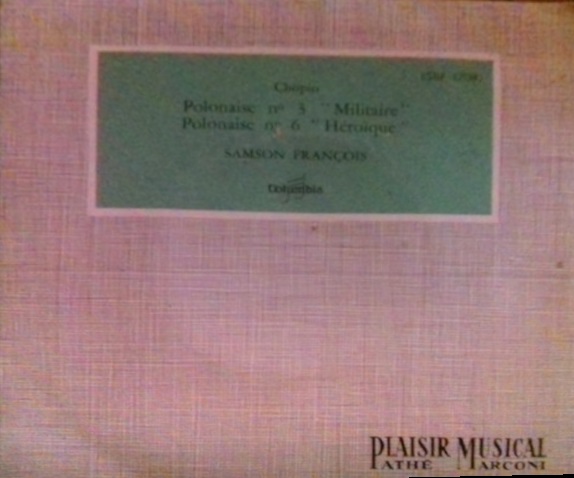 Chopin
Polonaise nº 3 "Militaire"
Polonaise nº 6 "Héroïque"
SAMSON FRANÇOIS
Columbia
PLAISIR MUSICAL
PATHÉ MARCONI